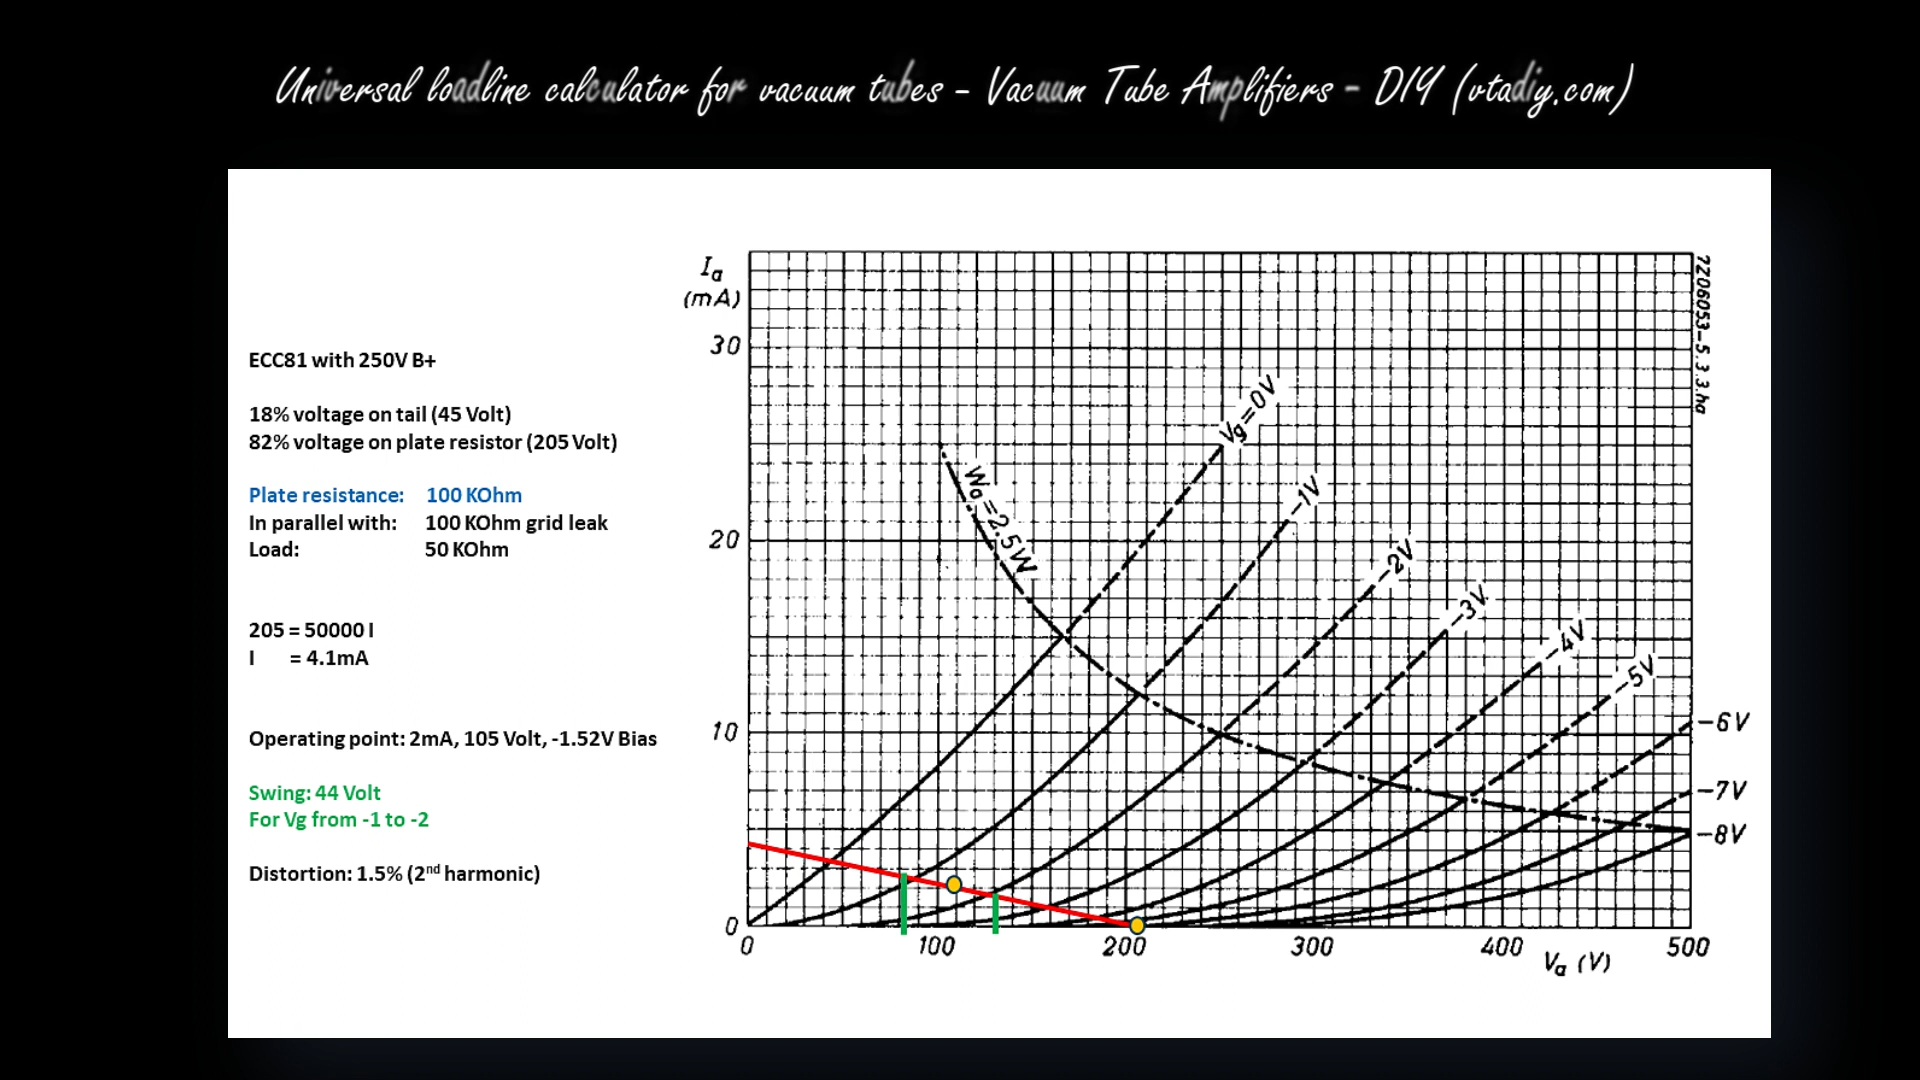 Universal loadline calculator for vacuum tubes - Vacuum Tube Amplifiers - DIY (vtadiy.com)
ECC81 with 250V B+
18% voltage on tail (45 Volt)
82% voltage on plate resistor (205 Volt)
Plate resistance: 100 KOhm
In parallel with: 100 KOhm grid leak
Load: 50 KOhm
205 = 50000 I
I = 4.1mA
Operating point: 2mA, 105 Volt, -1.52V Bias
Swing: 44 Volt
For Vg from -1 to -2
Distortion: 1.5% (2nd harmonic)
Ia
(mA)
30
20
10
0
Wa=2.5W
Vg=0V
-1V
-2V
-3V
-4V
-5V
-6V
-7V
-8V
0 100 200 300 400 500
Va (V)
7206053-5.3.3.ha